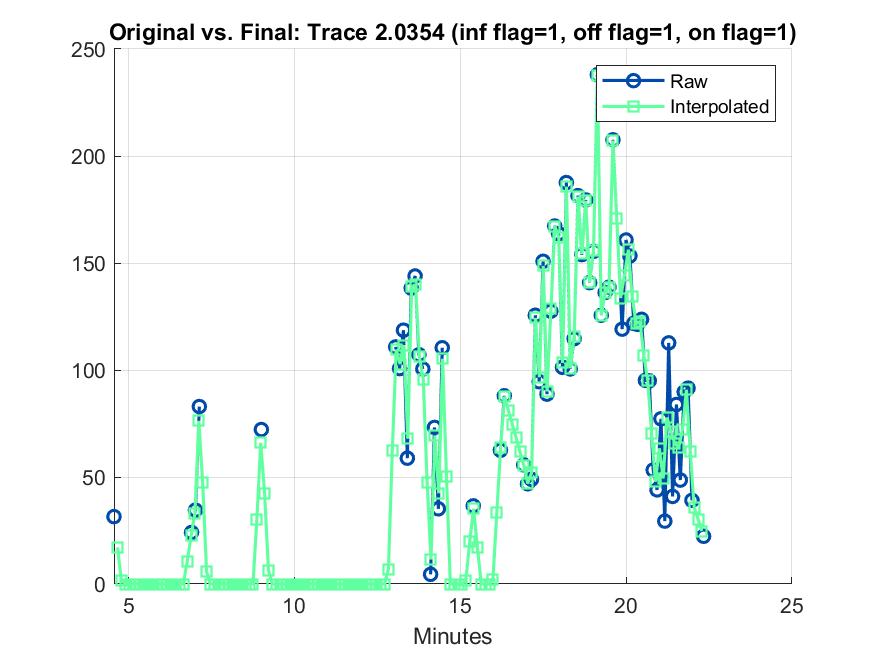 Original vs. Final: Trace 2.0354 (inf flag=1, off flag=1, on flag=1)
250
200
150
100
50
0
Raw
Interpolated
5
10
15
20
25
Minutes